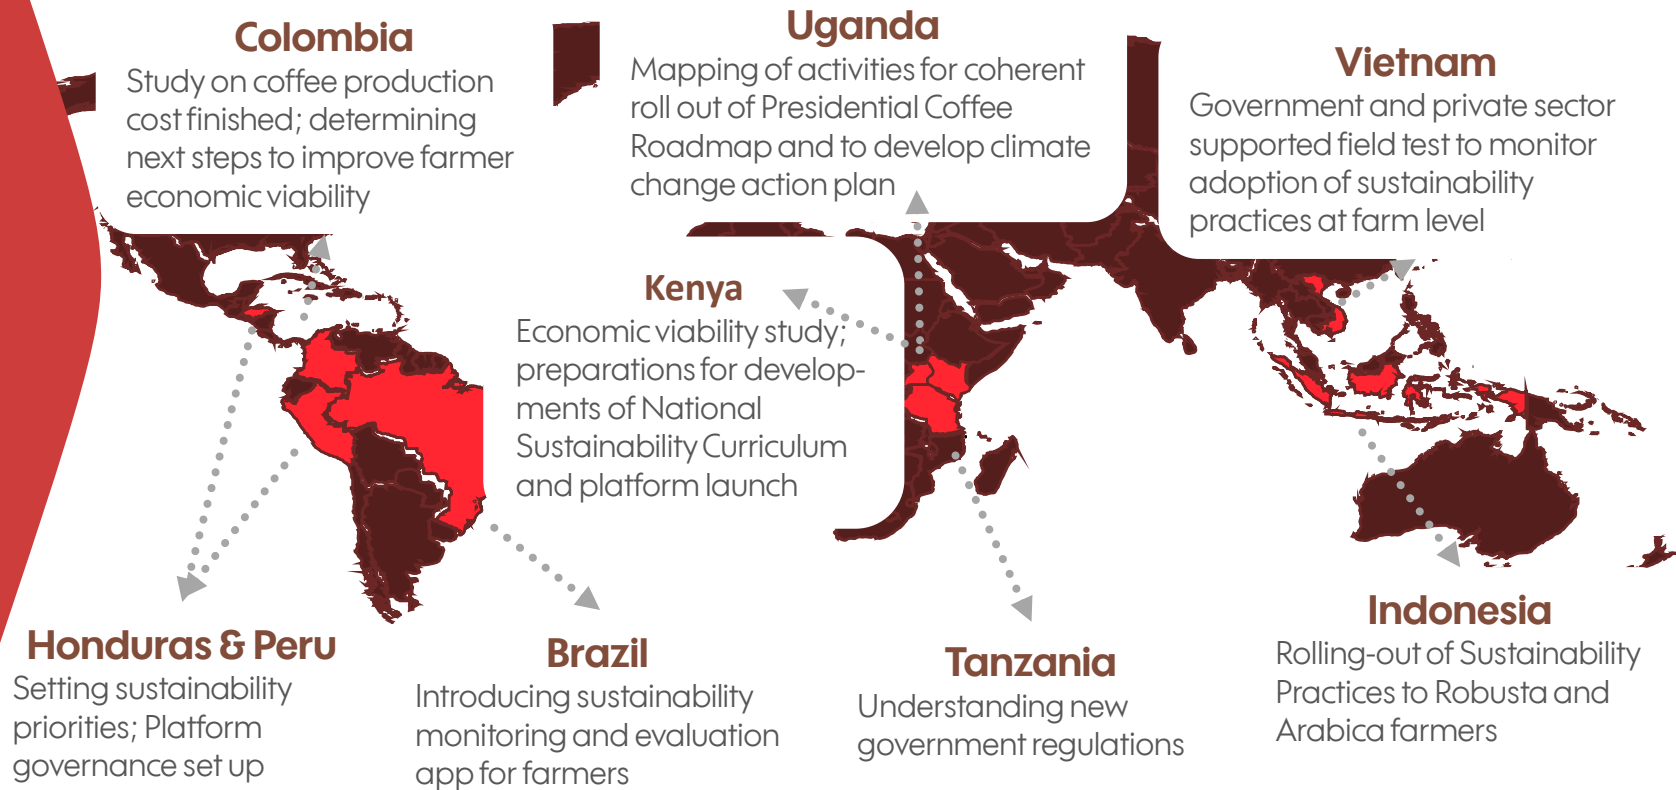 Colombia
Study on coffee production
cost finished; determining
next steps to improve farmer
economic viability
Uganda
Mapping of activities for coherent
roll out of Presidential Coffee
Roadmap and to develop climate
change action plan
Vietnam
Government and private sector
supported field test to monitor
adoption of sustainability
practices at farm level
Kenya
Economic viability study;
preparations for develop-
ments of National
Sustainability Curriculum
and platform launch
Honduras & Peru
Setting sustainability
priorities; Platform
governance set up
Brazil
Introducing sustainability
monitoring and evaluation
app for farmers
Tanzania
Understanding new
government regulations
Indonesia
Rolling-out of Sustainability
Practices to Robusta and
Arabica farmers